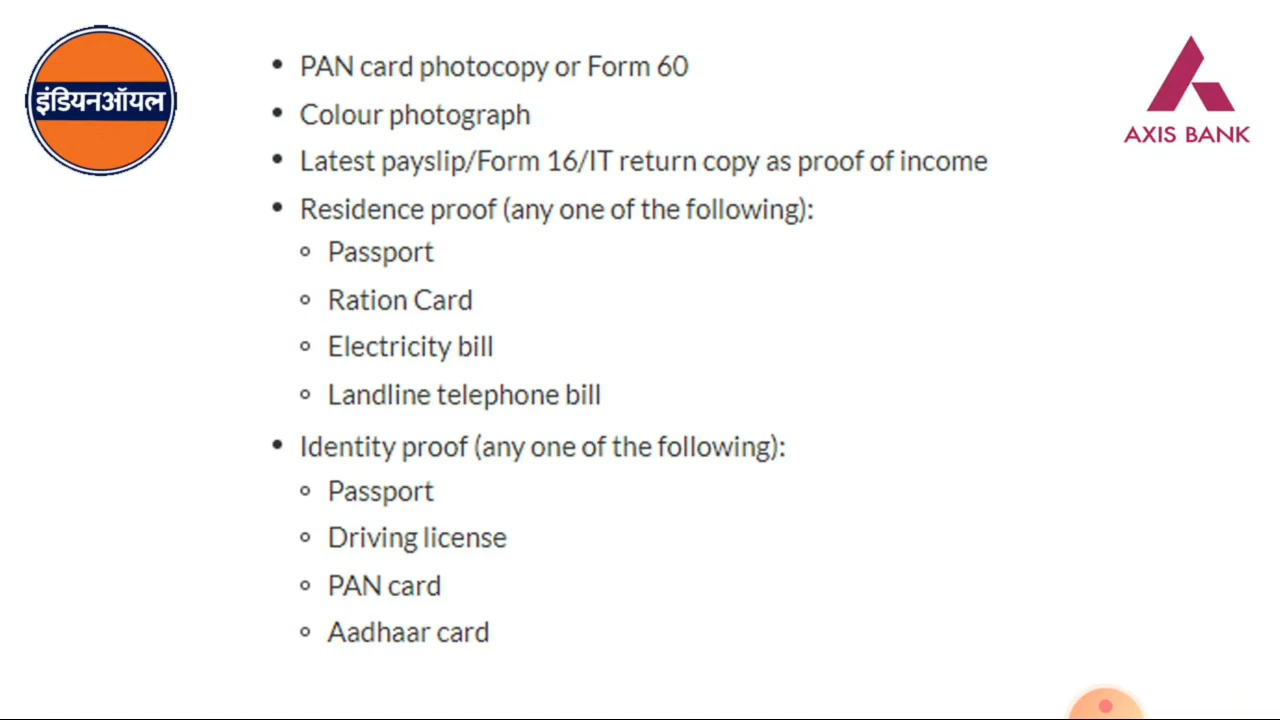 इंडियनऑयल
AXIS BANK
PAN card photocopy or Form 60
Colour photograph
Latest payslip/Form 16/IT return copy as proof of income
Residence proof (any one of the following):
Passport
Ration Card
Electricity bill
Landline telephone bill
Identity proof (any one of the following):
Passport
Driving license
PAN card
Aadhaar card